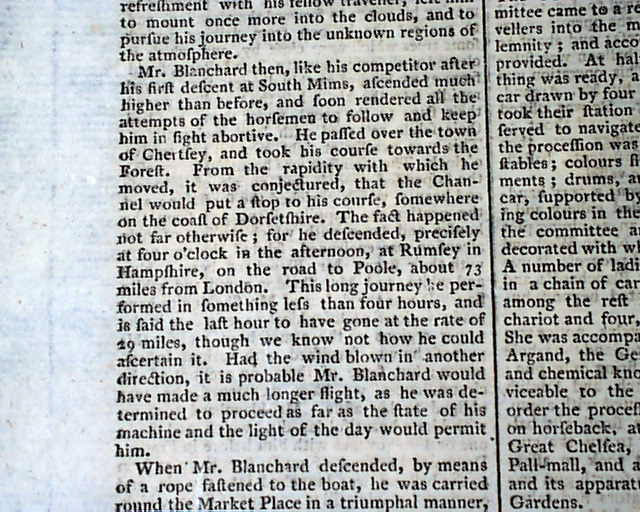 refreſhment with his fellow traveller, left him
to mount once more into the clouds, and to
purſue his journey into the unknown regions of
the atmoſphere.
Mr. Blanchard then, like his competitor after
his firſt deſcent at South Mims, aſcended much
higher than before, and ſoon rendered all the
attempts of the horſemen to follow and keep
him in ſight abortive. He paſſed over the town
of Chertſey, and took his courſe towards the
Foreſt. From the rapidity with which he
moved, it was conjectured, that the Chan-
nel would put a ſtop to his courſe, ſomewhere
on the coaſt of Dorſetſhire. The fact happened
not far otherwiſe; for he deſcended, preciſely
at four o'clock in the afternoon, at Rumſey in
Hampſhire, on the road to Poole, about 73
miles from London. This long journey he per-
formed in ſomething leſs than four hours, and
is ſaid the laſt hour to have gone at the rate of
29 miles, though we know not how he could
aſcertain it. Had the wind blown in another
direction, it is probable Mr. Blanchard would
have made a much longer flight, as he was de-
termined to proceed as far as the ſtate of his
machine and the light of the day would permit
him.
When Mr. Blanchard deſcended, by means
of a rope faſtened to the boat, he was carried
round the Market Place in a triumphal manner,
mittee came to a
vellers into the
lemnity; and
provided. At
thing was ready,
car drawn by four
took their ſtation
ſerved to navigate
the proceſſion was
ſtables; colours
ments; drums,
car, ſupported by
ing colours in the
the committee
decorated with
A number of
in a chain of
among the reſt
chariot and four,
She was
Argand, the
and chemical
viceable to the
order the
on horſeback,
Great Chelſea,
Pall-mall, and
and its
Gardens.